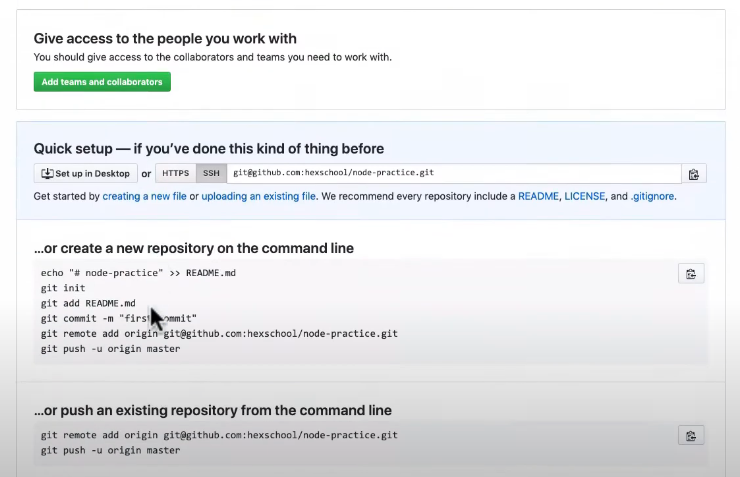 Give access to the people you work with
You should give access to the collaborators and teams you need to work with.
Add teams and collaborators
Quick setup — if you've done this kind of thing before
Set up in Desktop or HTTPS SSH git@github.com:hexschool/node-practice.git
Get started by creating a new file or uploading an existing file. We recommend every repository include a README, LICENSE, and .gitignore.
...or create a new repository on the command line
echo "# node-practice" >> README.md
git init
git add README.md
git commit -m "first commit"
git remote add origin git@github.com:hexschool/node-practice.git
git push -u origin master
...or push an existing repository from the command line
git remote add origin git@github.com:hexschool/node-practice.git
git push -u origin master